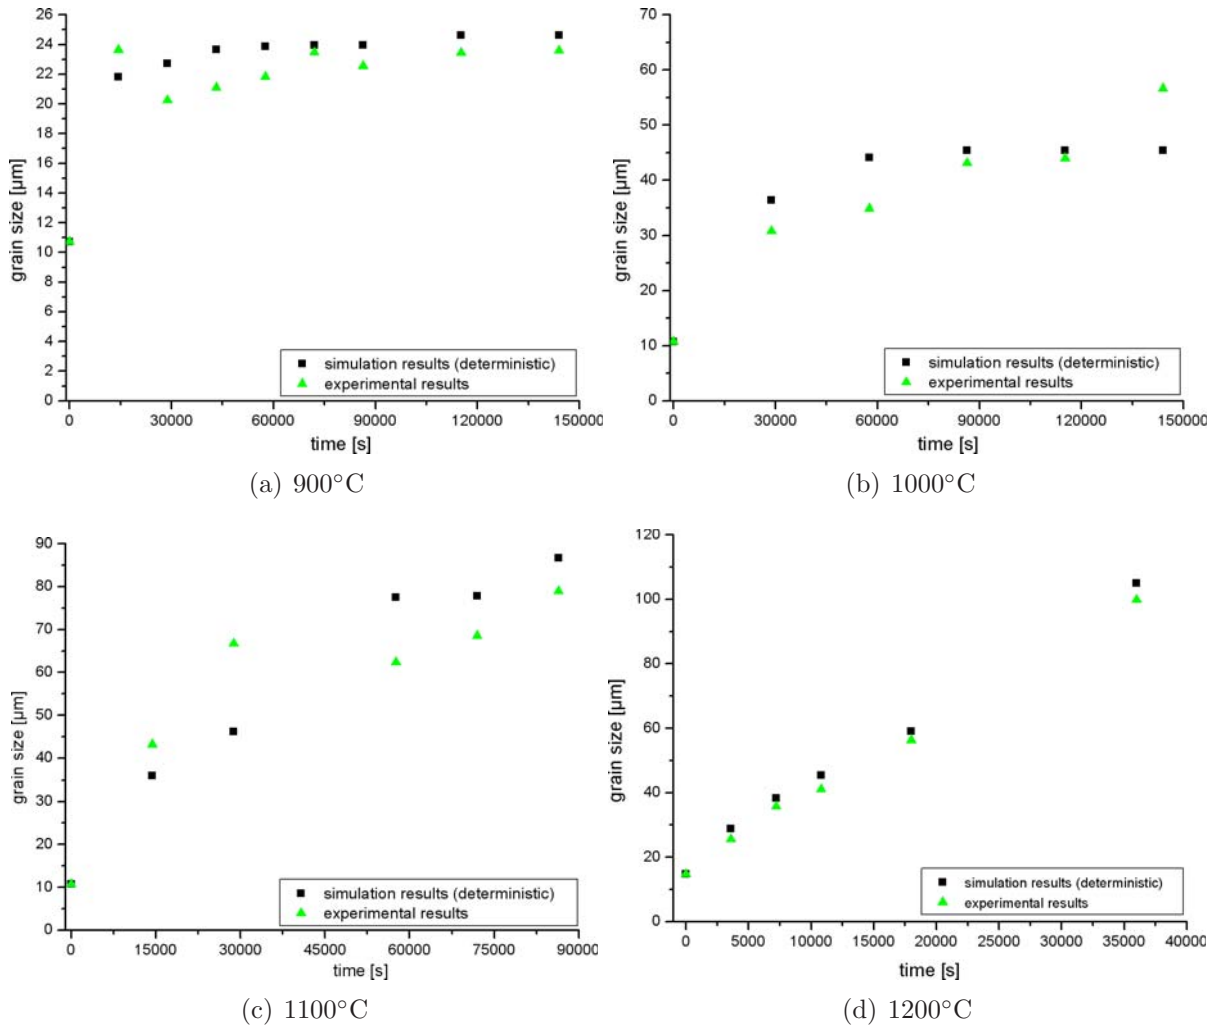 26
24
22
20
18
16
14
12
10
8
6
4
2
0
grain size [µm]
simulation results (deterministic)
experimental results
0 30000 60000 90000 120000 150000
time [s]
(a) 900°C
70
60
50
40
30
20
10
0
grain size [µm]
simulation results (deterministic)
experimental results
0 30000 60000 90000 120000 150000
time [s]
(b) 1000°C
90
80
70
60
50
40
30
20
10
0
grain size [µm]
simulation results (deterministic)
experimental results
0 15000 30000 45000 60000 75000 90000
time [s]
(c) 1100°C
120
100
80
60
40
20
0
grain size [µm]
simulation results (deterministic)
experimental results
0 5000 10000 15000 20000 25000 30000 35000 40000
time [s]
(d) 1200°C